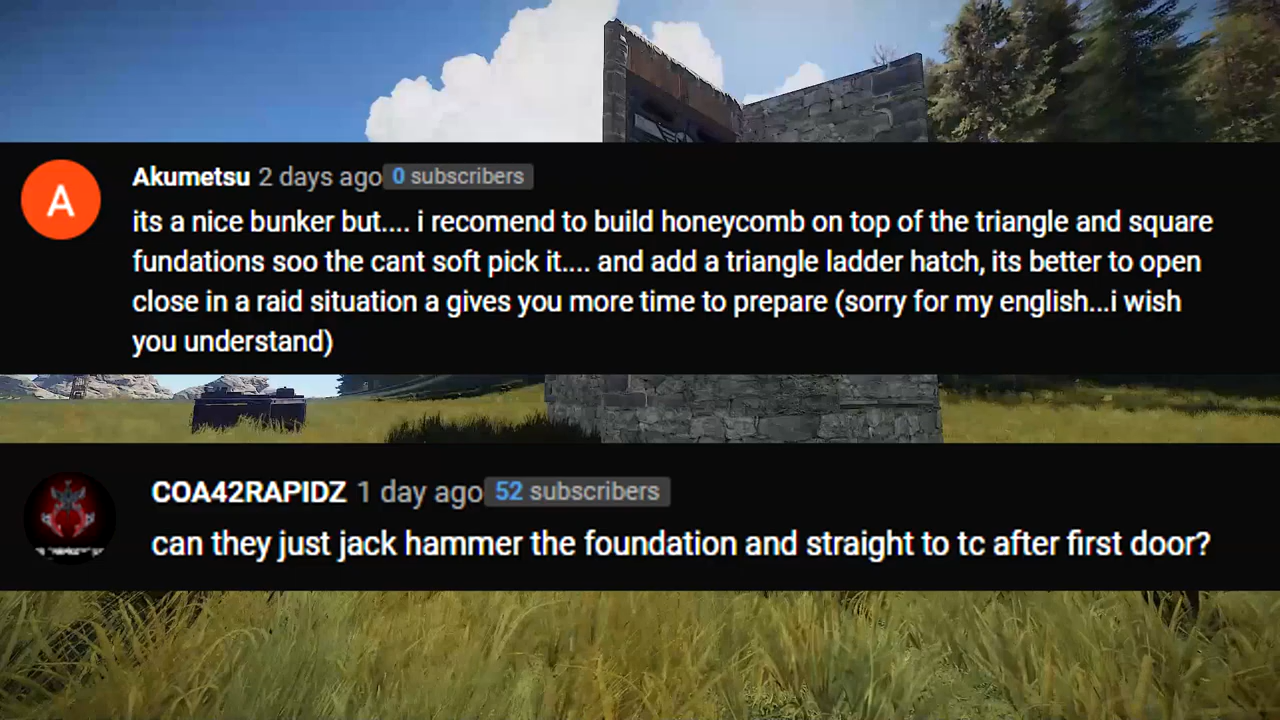 A
Akumetsu 2 days ago 0 subscribers
its a nice bunker but.... i recomend to build honeycomb on top of the triangle and square
fundations soo the cant soft pick it.... and add a triangle ladder hatch, its better to open
close in a raid situation a gives you more time to prepare (sorry for my english...i wish
you understand)
COA42RAPIDZ 1 day ago 52 subscribers
can they just jack hammer the foundation and straight to tc after first door?